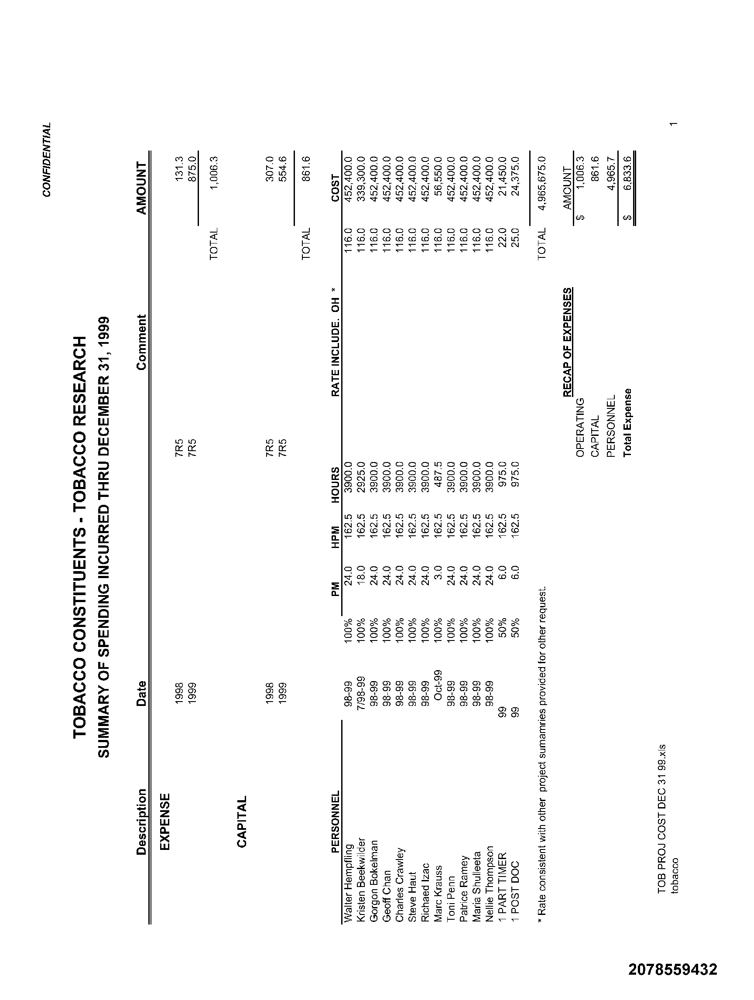 CONFIDENTIAL
TOBACCO CONSTITUENTS - TOBACCO RESEARCH
SUMMARY OF SPENDING INCURRED THRU DECEMBER 31, 1999
Description Date Comment AMOUNT
EXPENSE
1998 7R5 131.3
1999 7R5 875.0
TOTAL 1,006.3
CAPITAL
1998 7R5 307.0
1999 7R5 554.6
TOTAL 861.6
PERSONNEL PM HPM HOURS RATE INCLUDE. OH * COST
Walter Hempfling 98-99 100% 24.0 162.5 3900.0 116.0 452,400.0
Kristen Beekwilder 7/98-99 100% 18.0 162.5 2925.0 116.0 339,300.0
Gorgon Bokelman 98-99 100% 24.0 162.5 3900.0 116.0 452,400.0
Geoff Chan 98-99 100% 24.0 162.5 3900.0 116.0 452,400.0
Charles Crawley 98-99 100% 24.0 162.5 3900.0 116.0 452,400.0
Steve Haut 98-99 100% 24.0 162.5 3900.0 116.0 452,400.0
Richaed Izac 98-99 100% 24.0 162.5 3900.0 116.0 452,400.0
Marc Krauss Oct-99 100% 3.0 162.5 487.5 116.0 56,550.0
Toni Penn 98-99 100% 24.0 162.5 3900.0 116.0 452,400.0
Patrice Ramey 98-99 100% 24.0 162.5 3900.0 116.0 452,400.0
Maria Shulleeta 98-99 100% 24.0 162.5 3900.0 116.0 452,400.0
Nellie Thompson 98-99 100% 24.0 162.5 3900.0 116.0 452,400.0
1 PART TIMER 99 50% 6.0 162.5 975.0 22.0 21,450.0
1 POST DOC 99 50% 6.0 162.5 975.0 25.0 24,375.0
TOTAL 4,965,675.0
* Rate consistent with other project sumamries provided for other request.
RECAP OF EXPENSES AMOUNT
OPERATING $ 1,006.3
CAPITAL 861.6
PERSONNEL 4,965.7
Total Expense $ 6,833.6
TOB PROJ COST DEC 31 99.xls
tobacco
1
2078559432